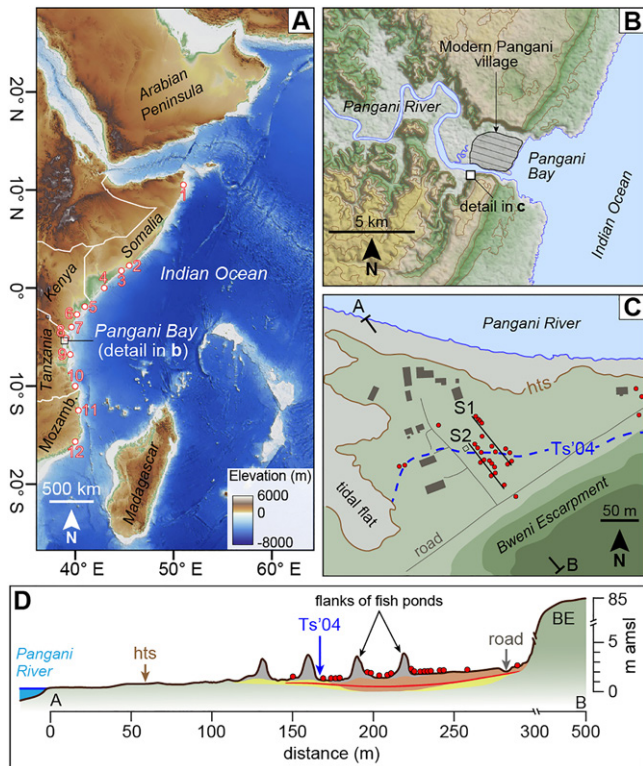 A
20° N
10° N
0°
10° S
20° S
Arabian
Peninsula
Somalia
Kenya
Tanzania
Mozamb.
Madagascar
Indian Ocean
Pangani Bay
(detail in b)
1
2
3
4
5
6
7
8
9
10
11
12
500 km
N
Elevation (m)
6000
0
-8000
40° E
50° E
60° E
B
Modern Pangani
village
Pangani River
Pangani
Bay
detail in c
Indian Ocean
5 km
N
C
A
Pangani River
hts
S1
S2
Ts'04
tidal flat
road
Bweni Escarpment
B
50 m
N
D
flanks of fish ponds
Pangani
River
hts
Ts'04
road
BE
85
5
0
m amsl
A
B
0
50
100
150
200
250
300
500
distance (m)